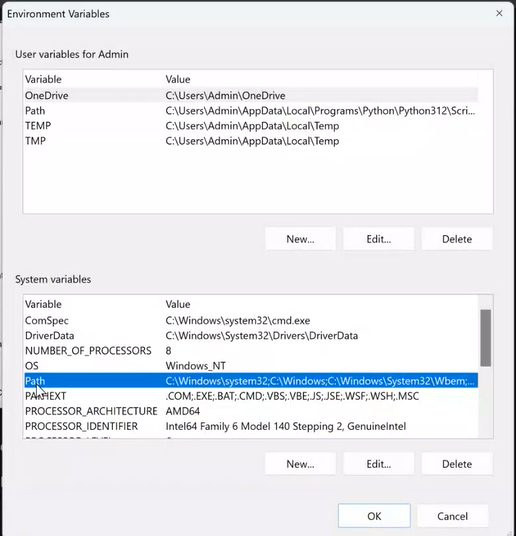 Environment Variables
User variables for Admin
Variable Value
OneDrive C:\Users\Admin\OneDrive
Path C:\Users\Admin\AppData\Local\Programs\Python\Python312\Scri...
TEMP C:\Users\Admin\AppData\Local\Temp
TMP C:\Users\Admin\AppData\Local\Temp
New... Edit... Delete
System variables
Variable Value
ComSpec C:\Windows\system32\cmd.exe
DriverData C:\Windows\System32\Drivers\DriverData
NUMBER_OF_PROCESSORS 8
OS Windows_NT
Path C:\Windows\system32;C:\Windows;C:\Windows\System32\Wbem;...
PATHEXT .COM;.EXE;.BAT;.CMD;.VBS;.VBE;.JS;.JSE;.WSF;.WSH;.MSC
PROCESSOR_ARCHITECTURE AMD64
PROCESSOR_IDENTIFIER Intel64 Family 6 Model 140 Stepping 2, GenuineIntel
New... Edit... Delete
OK Cancel